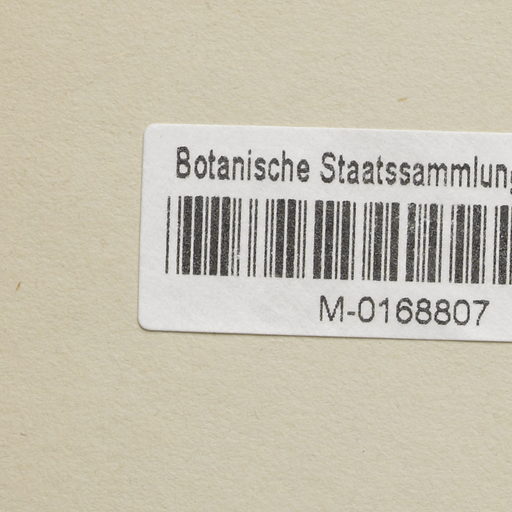 Botanische Staatssammlung
M-0168807